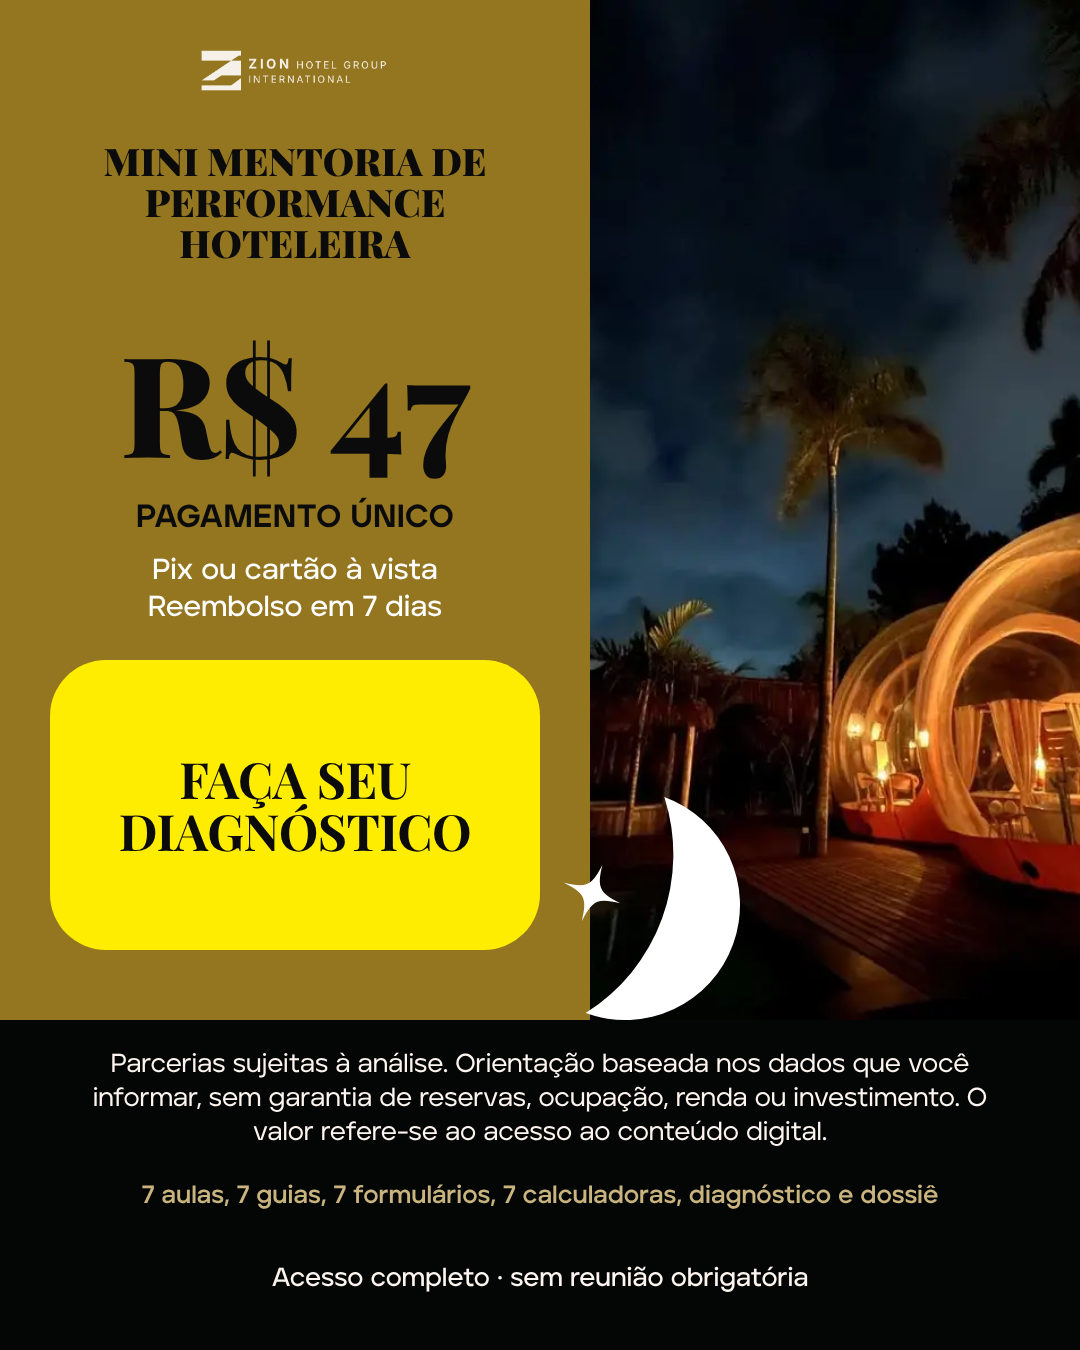 ZION HOTEL GROUP
INTERNATIONAL
MINI MENTORIA DE
PERFORMANCE
HOTELEIRA
R$ 47
PAGAMENTO ÚNICO
Pix ou cartão à vista
Reembolso em 7 dias
FAÇA SEU
DIAGNÓSTICO
Parcerias sujeitas à análise. Orientação baseada nos dados que você
informar, sem garantia de reservas, ocupação, renda ou investimento. O
valor refere-se ao acesso ao conteúdo digital.
7 aulas, 7 guias, 7 formulários, 7 calculadoras, diagnóstico e dossiê
Acesso completo · sem reunião obrigatória